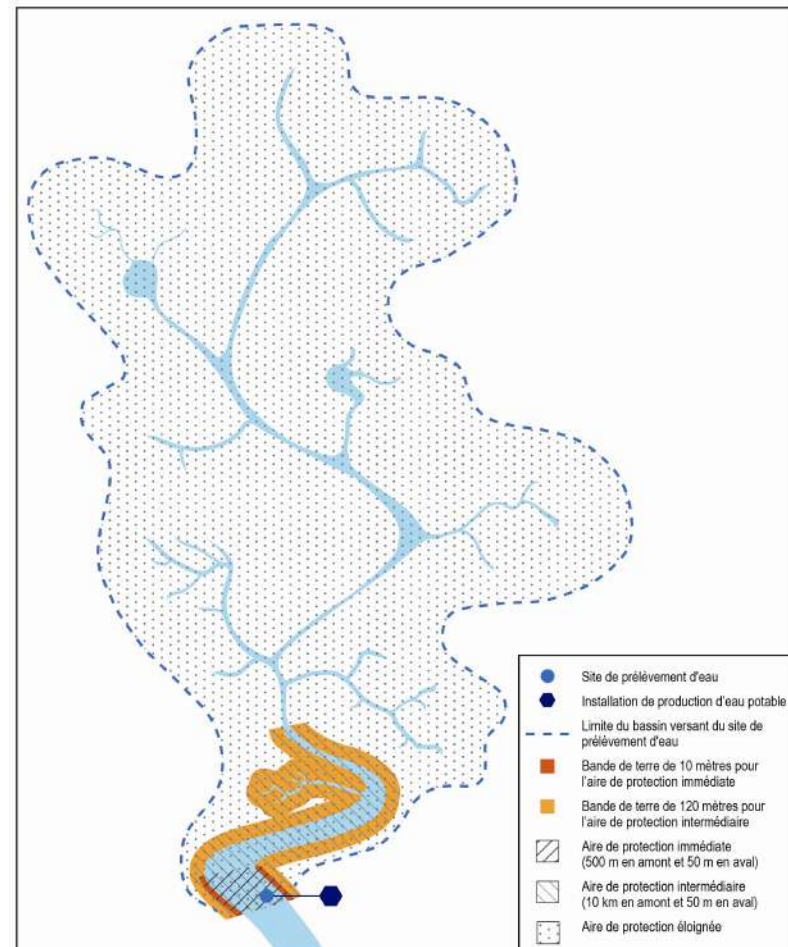 Site de prélèvement d'eau
Installation de production d'eau potable
Limite du bassin versant du site de
prélèvement d'eau
Bande de terre de 10 mètres pour
l'aire de protection immédiate
Bande de terre de 120 mètres pour
l'aire de protection intermédiaire
Aire de protection immédiate
(500 m en amont et 50 m en aval)
Aire de protection intermédiaire
(10 km en amont et 50 m en aval)
Aire de protection éloignée